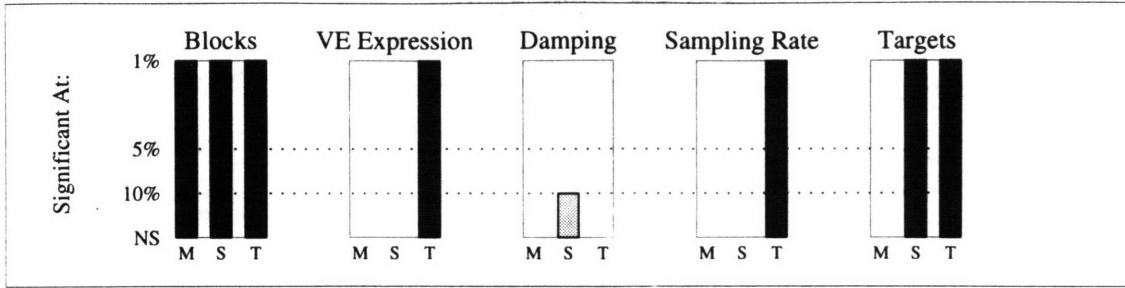 Blocks VE Expression Damping Sampling Rate Targets
Significant At:
1%
5%
10%
NS
M S T M S T M S T M S T M S T